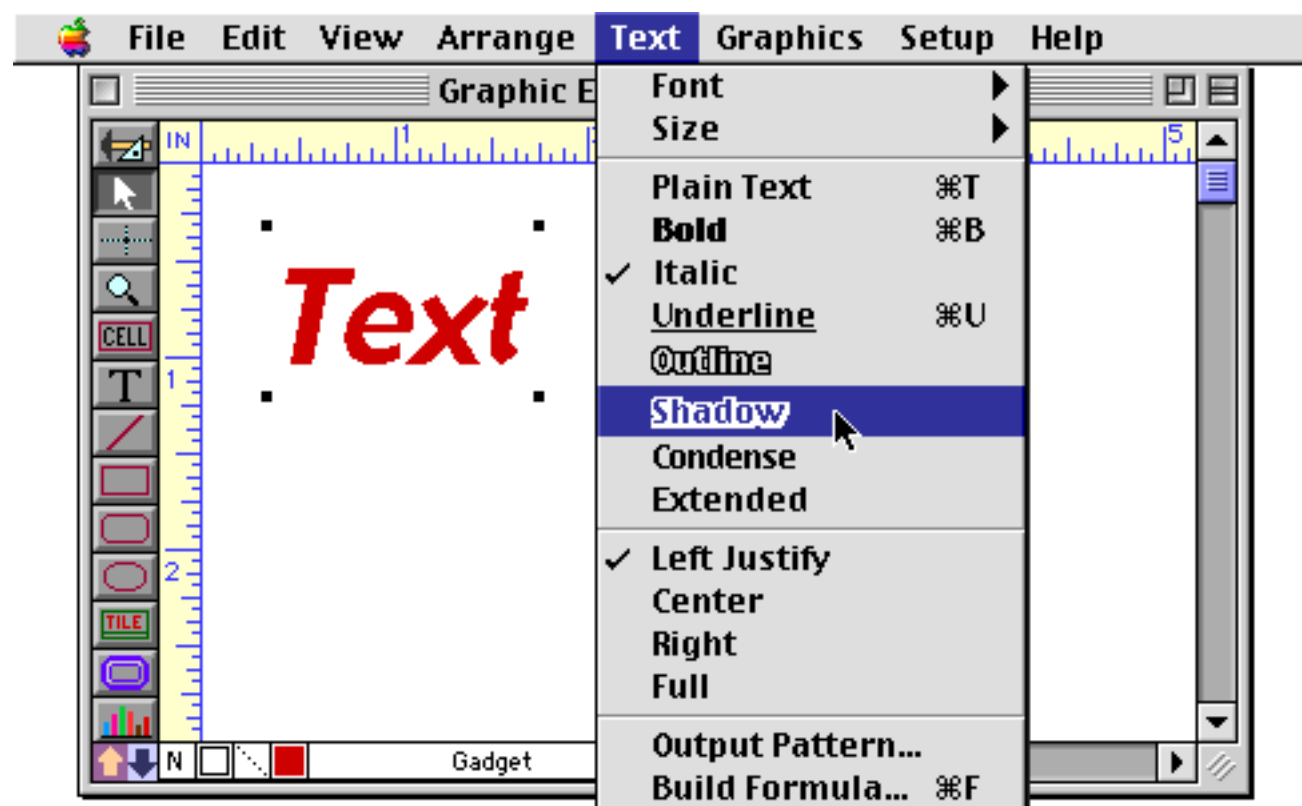 File Edit View Arrange Text Graphics Setup Help
Graphic E
Font
Size
IN 1 5
Plain Text ⌘T
Bold ⌘B
✓ Italic
Underline ⌘U
Outline
Shadow
Condense
Extended
✓ Left Justify
Center
Right
Full
Output Pattern...
Build Formula... ⌘F
Text
CELL
T
1
2
TILE
N
Gadget